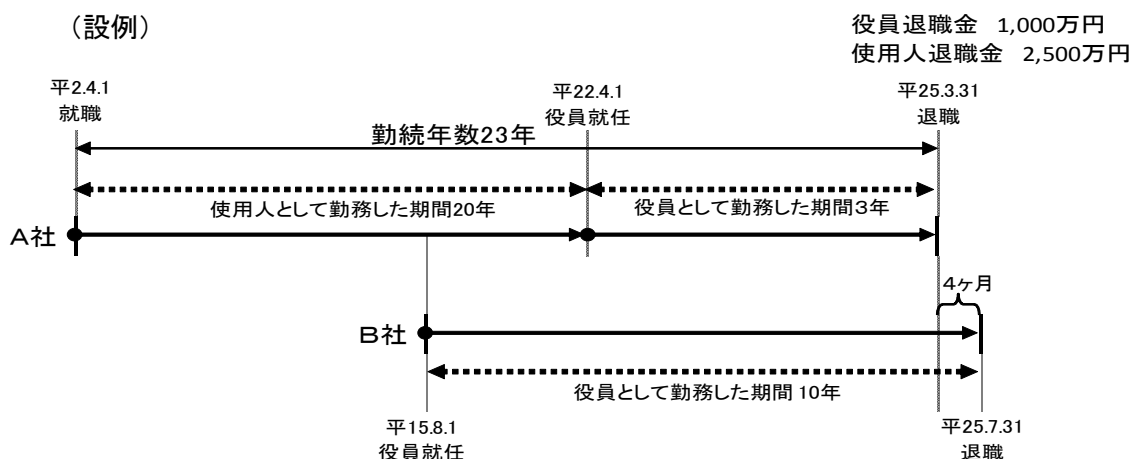 （設例）
役員退職金 1,000万円
使用人退職金 2,500万円
平2.4.1
就職
平22.4.1
役員就任
平25.3.31
退職
勤続年数23年
使用人として勤務した期間20年
役員として勤務した期間3年
A社
4ヶ月
B社
役員として勤務した期間 10年
平15.8.1
役員就任
平25.7.31
退職